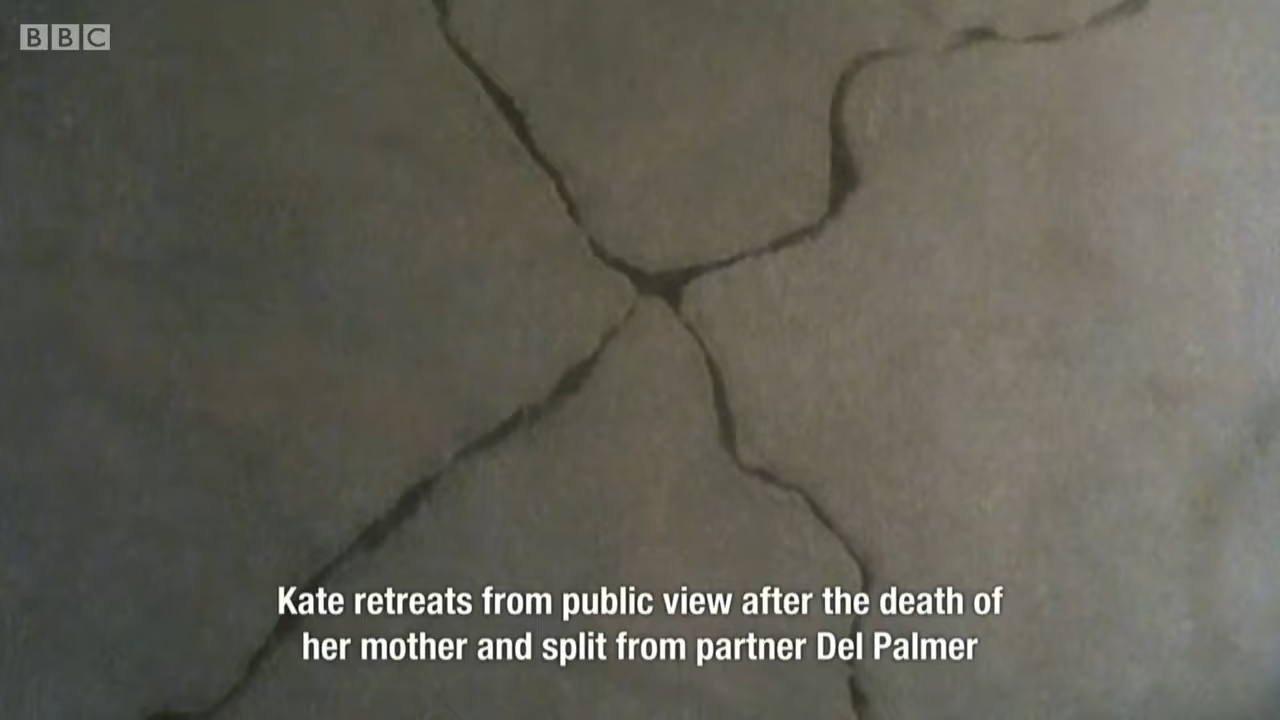 BBC
Kate retreats from public view after the death of
her mother and split from partner Del Palmer